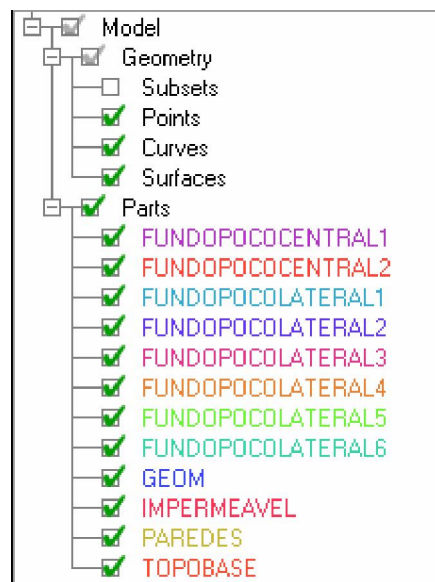 Model
Geometry
Subsets
Points
Curves
Surfaces
Parts
FUNDOPOCOCENTRAL1
FUNDOPOCOCENTRAL2
FUNDOPOCOLATERAL1
FUNDOPOCOLATERAL2
FUNDOPOCOLATERAL3
FUNDOPOCOLATERAL4
FUNDOPOCOLATERAL5
FUNDOPOCOLATERAL6
GEOM
IMPERMEAVEL
PAREDES
TOPOBASE